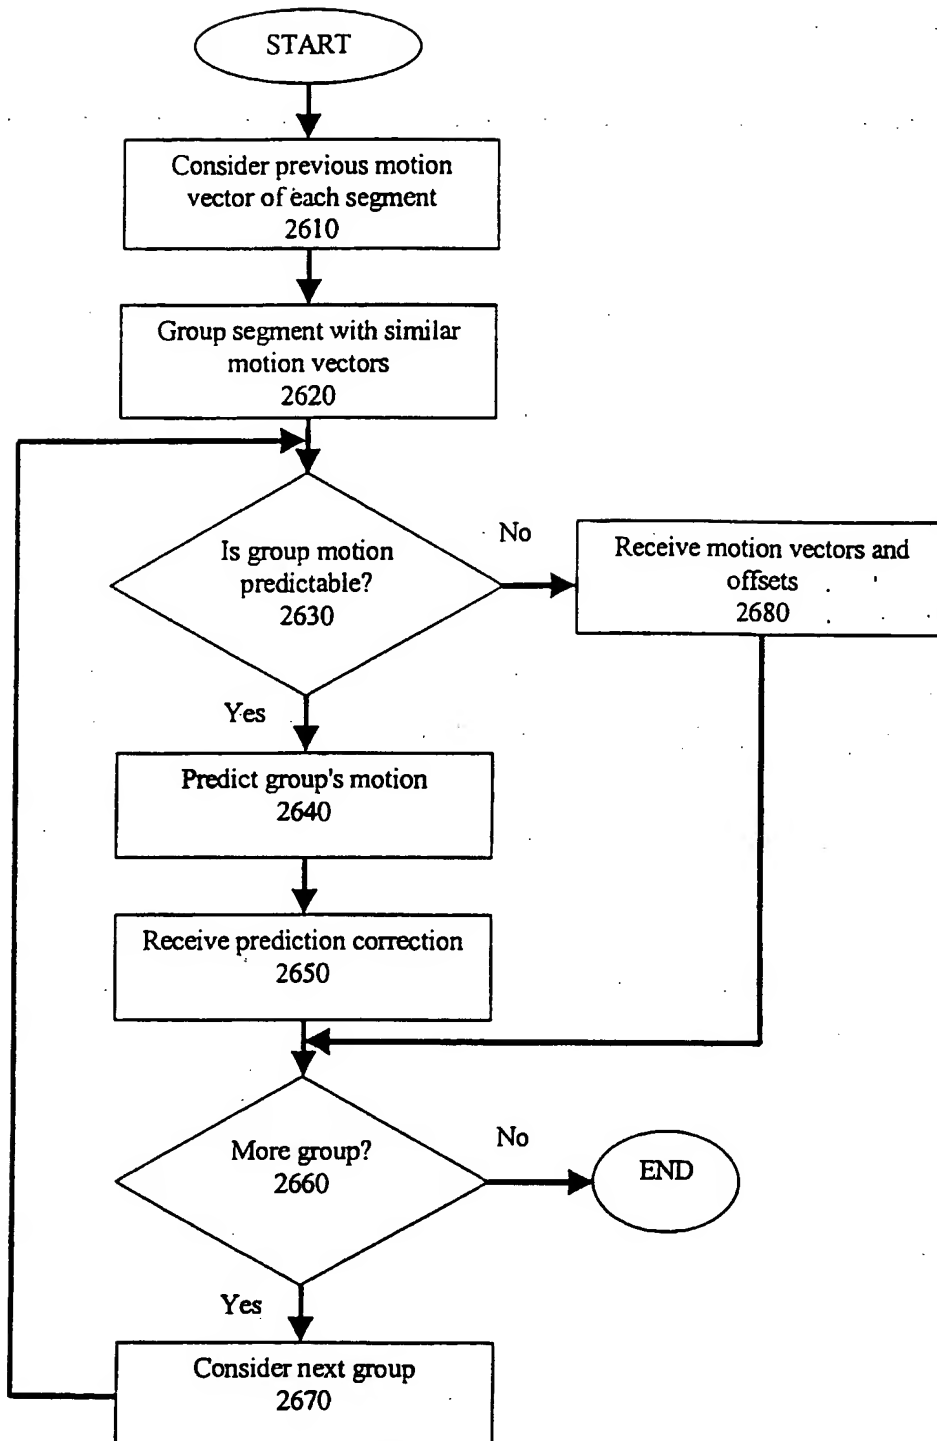 START
Consider previous motion
vector of each segment
2610
Group segment with similar
motion vectors
2620
Is group motion
predictable?
2630
No
Receive motion vectors and
offsets
2680
Yes
Predict group's motion
2640
Receive prediction correction
2650
More group?
2660
No
END
Yes
Consider next group
2670